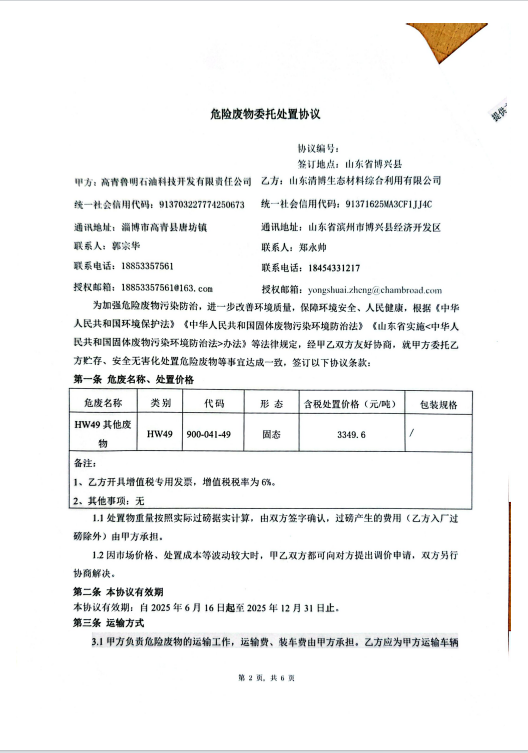 提供
危险废物委托处置协议
协议编号：
签订地点：山东省博兴县
甲方：高青鲁明石油科技开发有限责任公司
乙方：山东清博生态材料综合利用有限公司
统一社会信用代码：913703227774250673
统一社会信用代码：91371625MA3CF1JJ4C
通讯地址：淄博市高青县唐坊镇
通讯地址：山东省滨州市博兴县经济开发区
联系人：郭宗华
联系人：郑永帅
联系电话：18853357561
联系电话：18454331217
授权邮箱：18853357561@163.com
授权邮箱：yongshuai.zheng@chambroad.com
为加强危险废物污染防治，进一步改善环境质量，保障环境安全、人民健康，根据《中华
人民共和国环境保护法》《中华人民共和国固体废物污染环境防治法》《山东省实施<中华人
民共和国固体废物污染环境防治法>办法》等法律规定，经甲乙双方友好协商，就甲方委托乙
方贮存、安全无害化处置危险废物等事宜达成一致，签订以下协议条款：
第一条 危废名称、处置价格
危废名称 类别 代码 形态 含税处置价格（元/吨） 包装规格
HW49 其他废
物
HW49 900-041-49 固态 3349.6 /
备注：
1、乙方开具增值税专用发票，增值税税率为 6%。
2、其他事项：无
1.1 处置物重量按照实际过磅据实计算，由双方签字确认，过磅产生的费用（乙方入厂过
磅除外）由甲方承担。
1.2 因市场价格、处置成本等波动较大时，甲乙双方都可向对方提出调价申请，双方另行
协商解决。
第二条 本协议有效期
本协议有效期：自 2025 年 6 月 16 日起至 2025 年 12 月 31 日止。
第三条 运输方式
3.1 甲方负责危险废物的运输工作，运输费、装车费由甲方承担。乙方应为甲方运输车辆
第 2 页，共 6 页